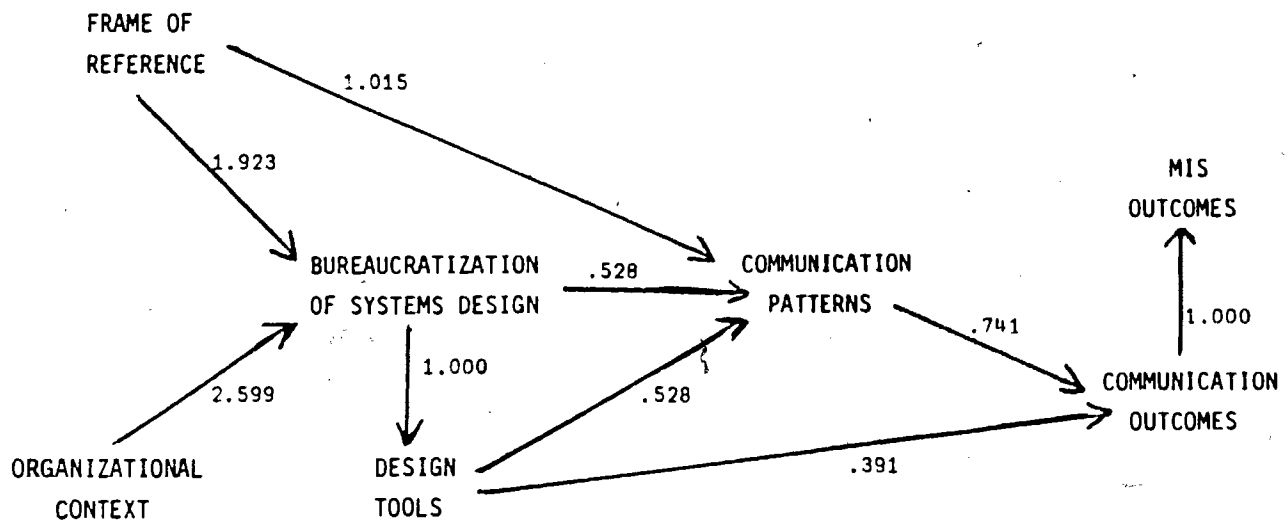 FRAME OF
REFERENCE
1.015
1.923
MIS
OUTCOMES
BUREAUCRATIZATION
OF SYSTEMS DESIGN
.528
COMMUNICATION
PATTERNS
1.000
.741
1.000
2.599
.528
COMMUNICATION
OUTCOMES
ORGANIZATIONAL
CONTEXT
DESIGN
TOOLS
.391